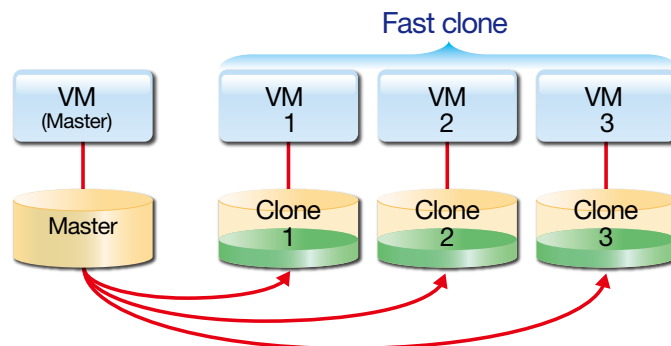 Fast clone
VM
(Master)
VM
1
VM
2
VM
3
Master
Clone
1
Clone
2
Clone
3